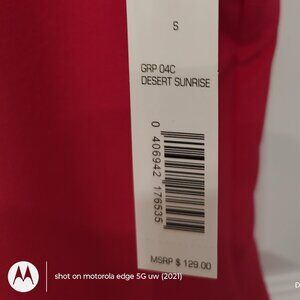 S
GRP 04C
DESERT SUNRISE
0 406942 176535
MSRP $ 129.00
shot on motorola edge 5G uw (2021)